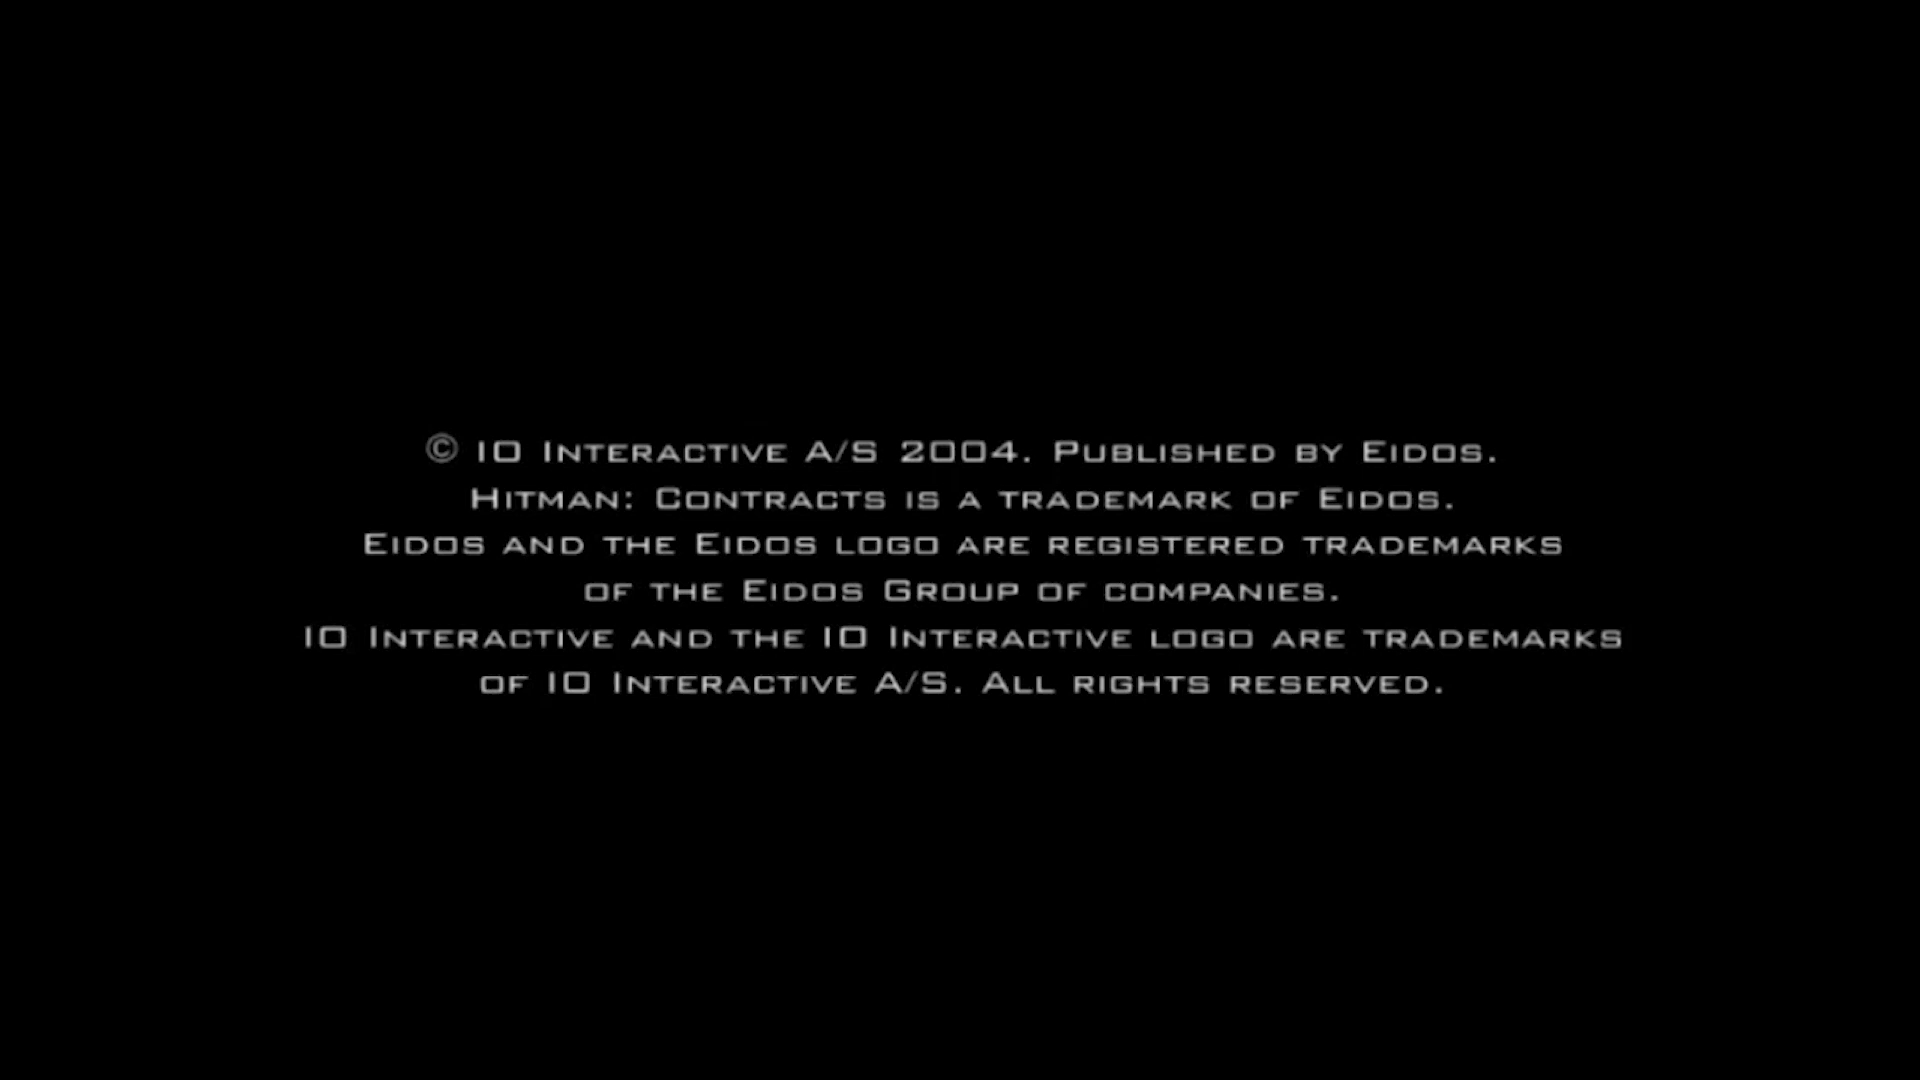 © IO Interactive A/S 2004. Published by Eidos.
Hitman: Contracts is a trademark of Eidos.
Eidos and the Eidos logo are registered trademarks
of the Eidos Group of companies.
IO Interactive and the IO Interactive logo are trademarks
of IO Interactive A/S. All rights reserved.